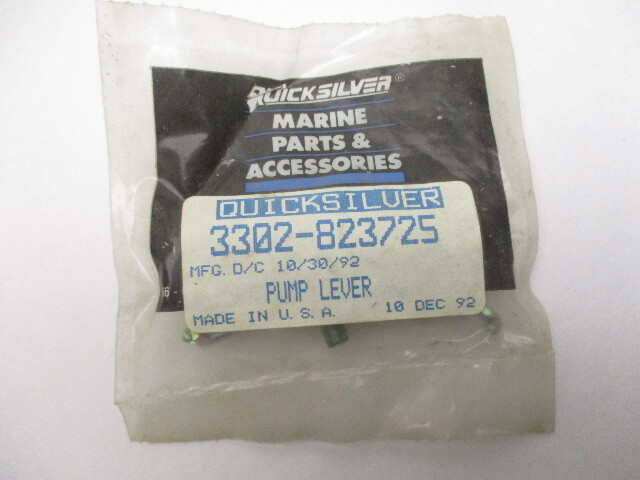 QUICKSILVER®
MARINE
PARTS &
ACCESSORIES
QUICKSILVER
3302-823725
MFG. D/C 10/30/92
PUMP LEVER
MADE IN U.S.A. 10 DEC 92